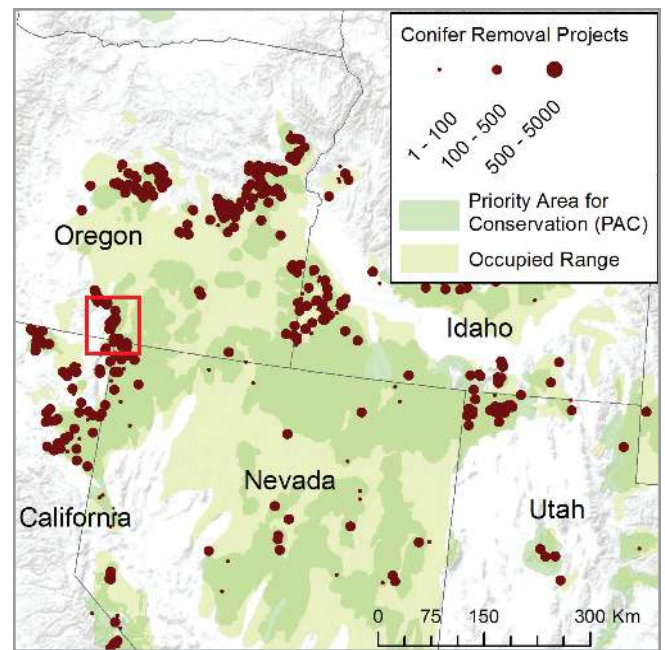 Conifer Removal Projects
1 - 100
100 - 500
500 - 5000
Priority Area for
Conservation (PAC)
Occupied Range
Oregon
Idaho
Nevada
California
Utah
0 75 150 300 Km